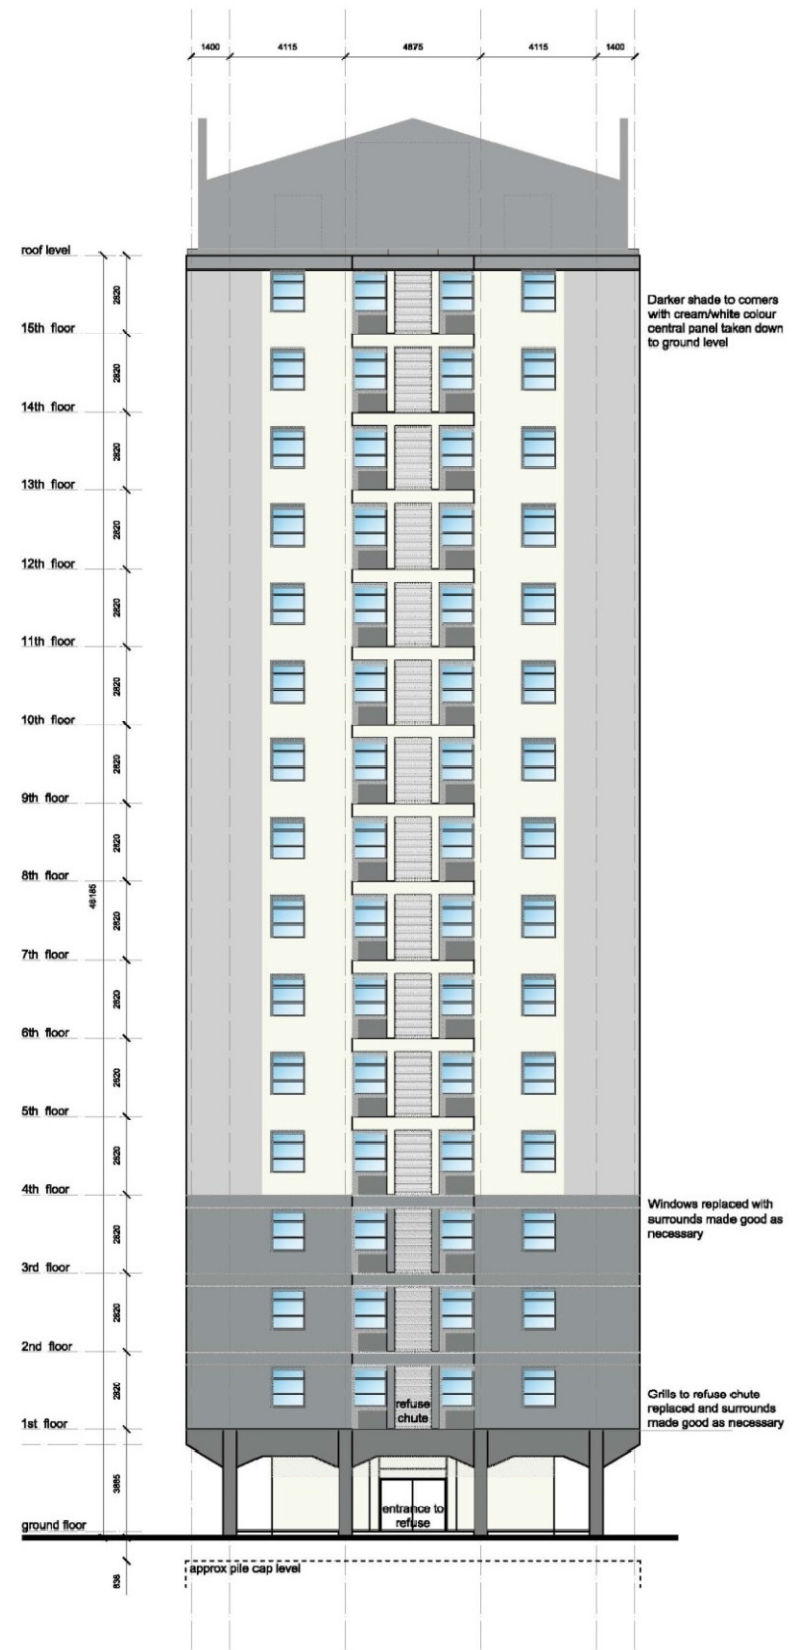 1400 4115 4875 4115 1400
roof level
2820
15th floor
Darker shade to corners
with cream/white colour
central panel taken down
to ground level
2820
14th floor
2820
13th floor
2820
12th floor
2820
11th floor
2820
10th floor
2820
9th floor
2820
8th floor
46185
2820
7th floor
2820
6th floor
2820
5th floor
2820
4th floor
Windows replaced with
surrounds made good as
necessary
2820
3rd floor
2820
2nd floor
2820
1st floor
refuse
chute
Grills to refuse chute
replaced and surrounds
made good as necessary
3885
entrance to
refuse
ground floor
approx pile cap level
836